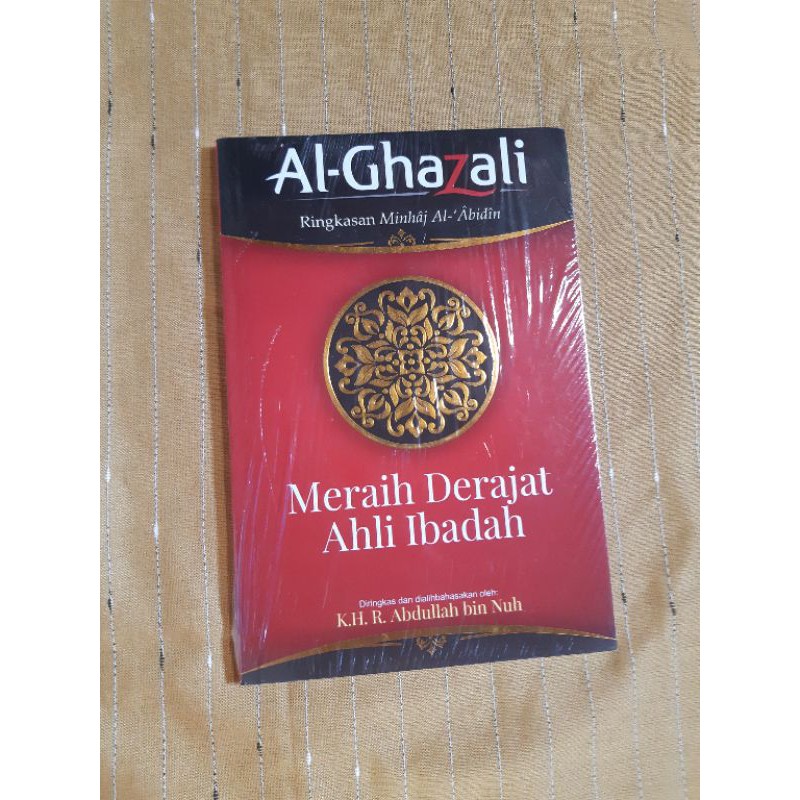 Al-Ghazali
Ringkasan Minhâj Al-‘Âbidîn
Meraih Derajat
Ahli Ibadah
Diringkas dan dialihbahasakan oleh:
K.H. R. Abdullah bin Nuh